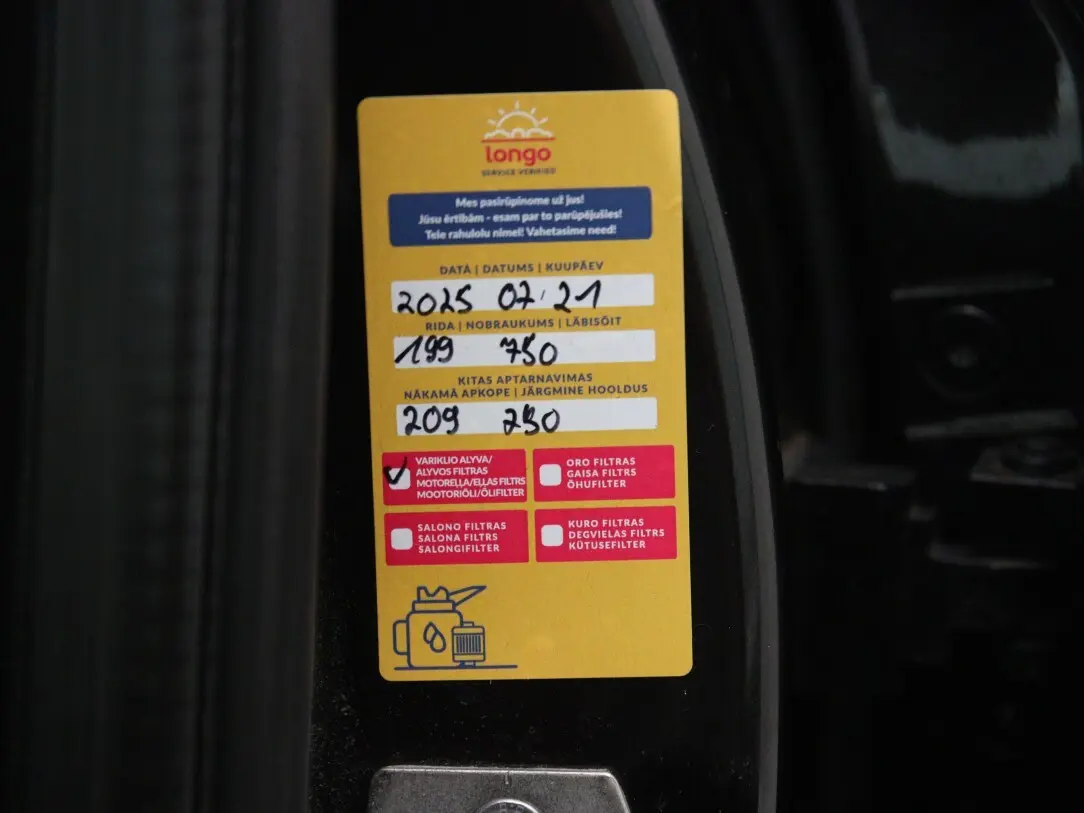 longo
SERVICE VERIFIED
Mes pasirūpinome už jus!
Jūsu ērtībām - esam par to parūpējušies!
Teie rahulolu nimel! Vahetasime need!
DATA | DATUMS | KUUPÄEV
2025 07. 21
RIDA | NOBRAUKUMS | LÄBISÕIT
199 750
KITAS APTARNAVIMAS
NĀKAMĀ APKOPE | JÄRGMINE HOOLDUS
209 750
VARIKLIO ALYVA/
ALYVOS FILTRAS
MOTOREĻĻA/EĻĻAS FILTRS
MOOTORIÕLI/ÕLIFILTER
ORO FILTRAS
GAISA FILTRS
ÕHUFILTER
SALONO FILTRAS
SALONA FILTRS
SALONGIFILTER
KURO FILTRAS
DEGVIELAS FILTRS
KÜTUSEFILTER